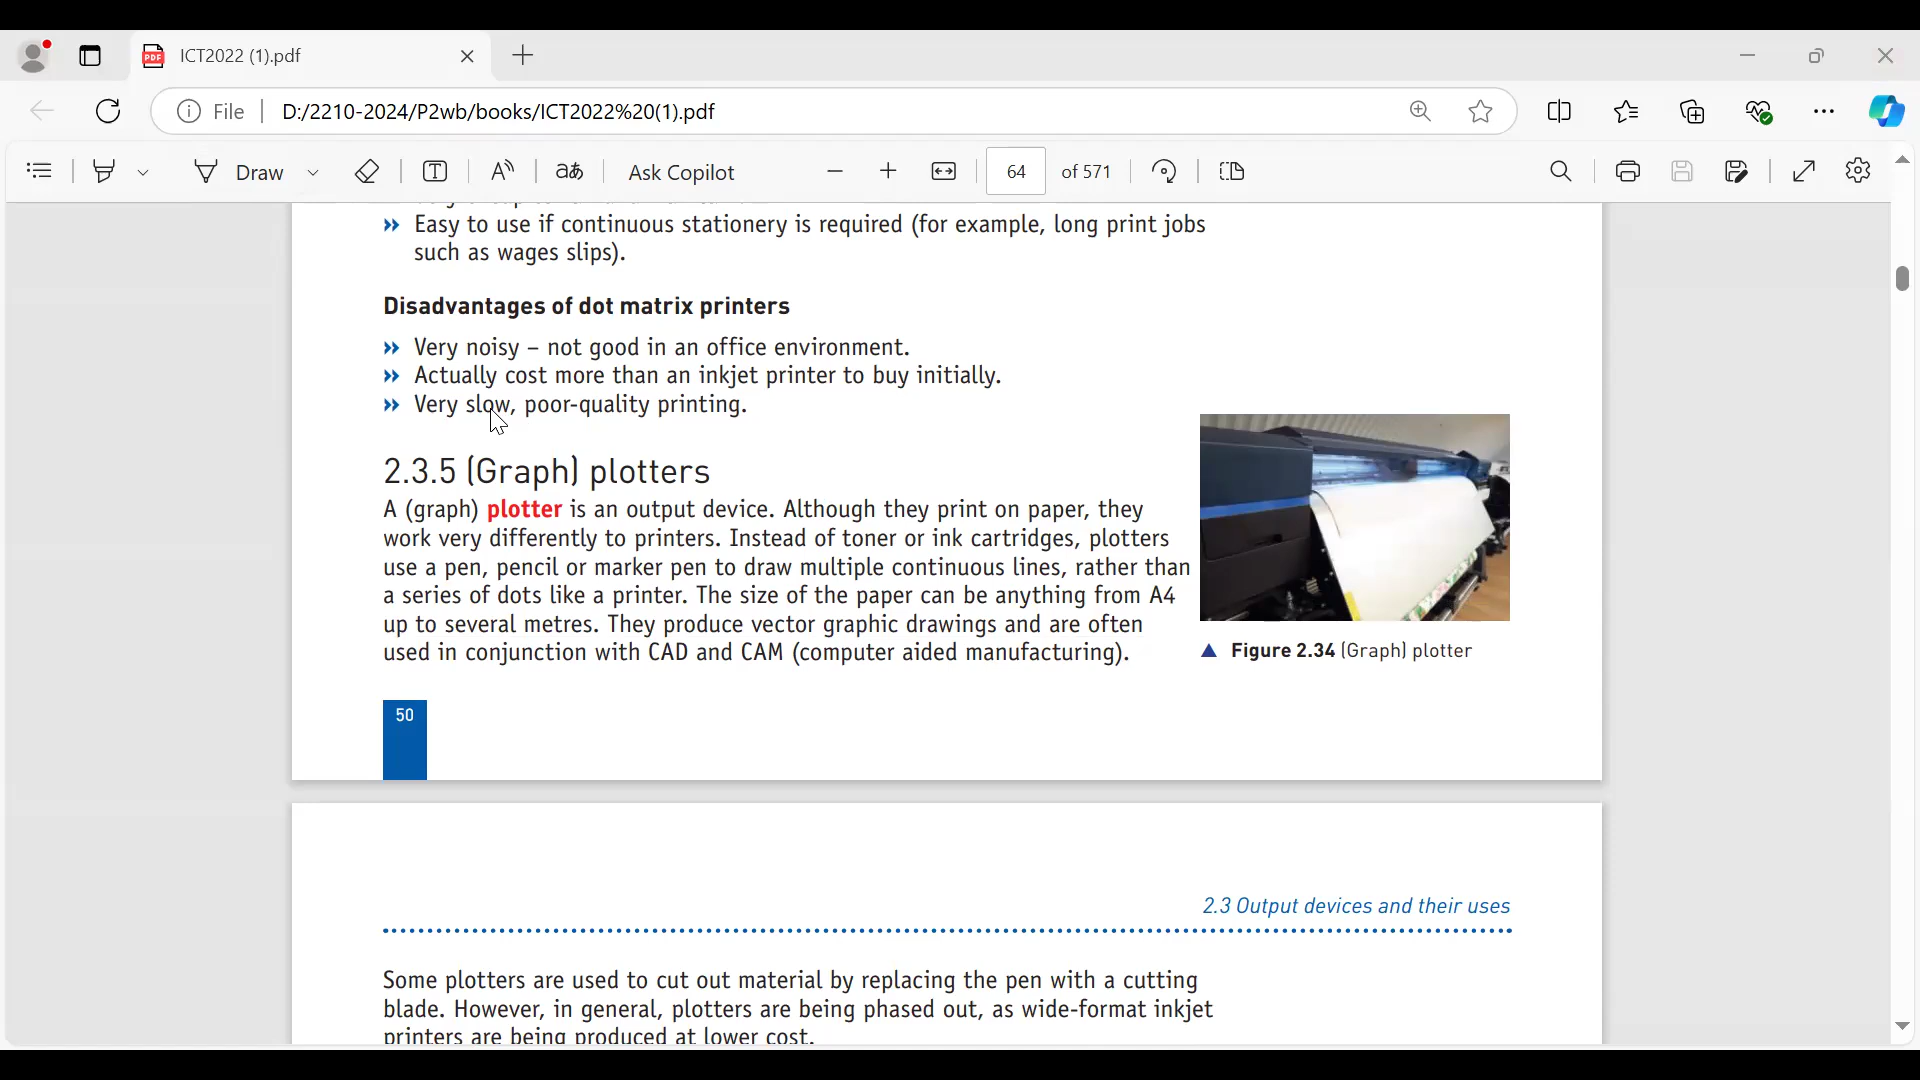 ICT2022 (1).pdf
File
D:/2210-2024/P2wb/books/ICT2022%20(1).pdf
Draw
aあ
Ask Copilot
64 of 571
» Easy to use if continuous stationery is required (for example, long print jobs
such as wages slips).
Disadvantages of dot matrix printers
» Very noisy – not good in an office environment.
» Actually cost more than an inkjet printer to buy initially.
» Very slow, poor-quality printing.
2.3.5 (Graph) plotters
A (graph) plotter is an output device. Although they print on paper, they
work very differently to printers. Instead of toner or ink cartridges, plotters
use a pen, pencil or marker pen to draw multiple continuous lines, rather than
a series of dots like a printer. The size of the paper can be anything from A4
up to several metres. They produce vector graphic drawings and are often
used in conjunction with CAD and CAM (computer aided manufacturing).
▲ Figure 2.34 (Graph) plotter
50
2.3 Output devices and their uses
Some plotters are used to cut out material by replacing the pen with a cutting
blade. However, in general, plotters are being phased out, as wide-format inkjet
printers are being produced at lower cost.